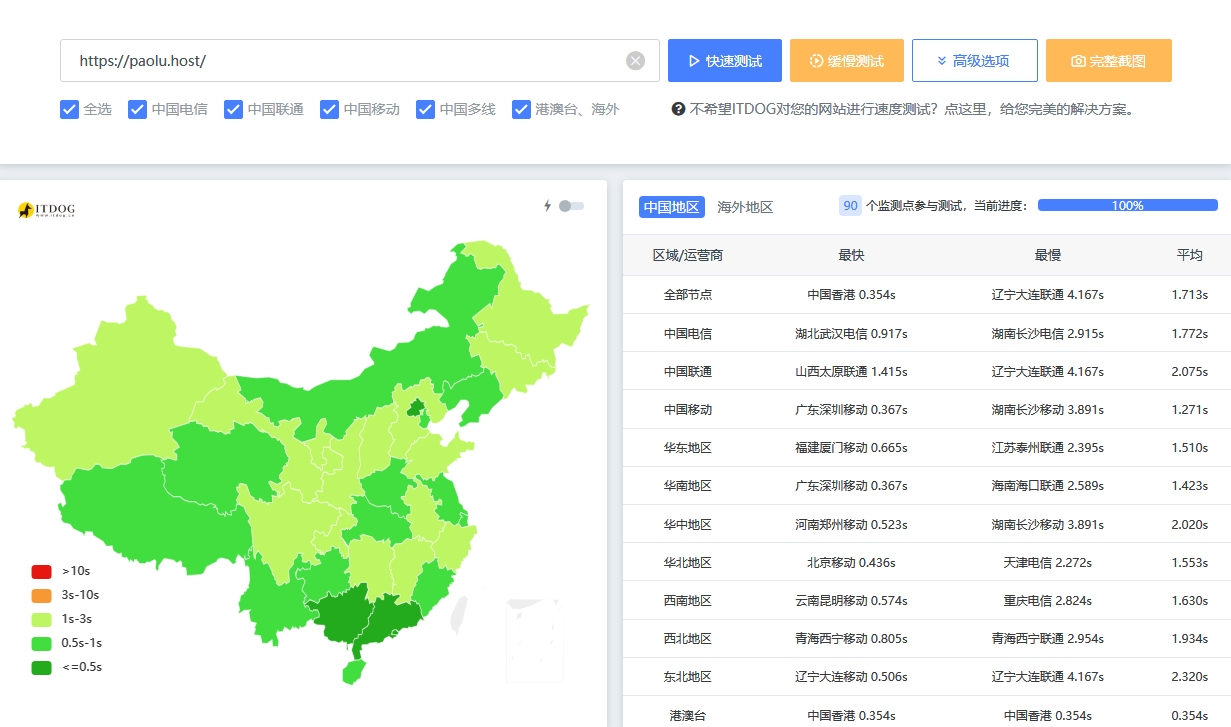 https://paolu.host/
快速测试
缓慢测试
高级选项
完整截图
全选 中国电信 中国联通 中国移动 中国多线 港澳台、海外
不希望ITDOG对您的网站进行速度测试？点这里，给您完美的解决方案。
ITDOG
www.itdog.cn
>10s
3s-10s
1s-3s
0.5s-1s
<=0.5s
中国地区 海外地区 90 个监测点参与测试，当前进度： 100%
区域/运营商 最快 最慢 平均
全部节点 中国香港 0.354s 辽宁大连联通 4.167s 1.713s
中国电信 湖北武汉电信 0.917s 湖南长沙电信 2.915s 1.772s
中国联通 山西太原联通 1.415s 辽宁大连联通 4.167s 2.075s
中国移动 广东深圳移动 0.367s 湖南长沙移动 3.891s 1.271s
华东地区 福建厦门移动 0.665s 江苏泰州联通 2.395s 1.510s
华南地区 广东深圳移动 0.367s 海南海口联通 2.589s 1.423s
华中地区 河南郑州移动 0.523s 湖南长沙移动 3.891s 2.020s
华北地区 北京移动 0.436s 天津电信 2.272s 1.553s
西南地区 云南昆明移动 0.574s 重庆电信 2.824s 1.630s
西北地区 青海西宁移动 0.805s 青海西宁联通 2.954s 1.934s
东北地区 辽宁大连移动 0.506s 辽宁大连联通 4.167s 2.320s
港澳台 中国香港 0.354s 中国香港 0.354s 0.354s